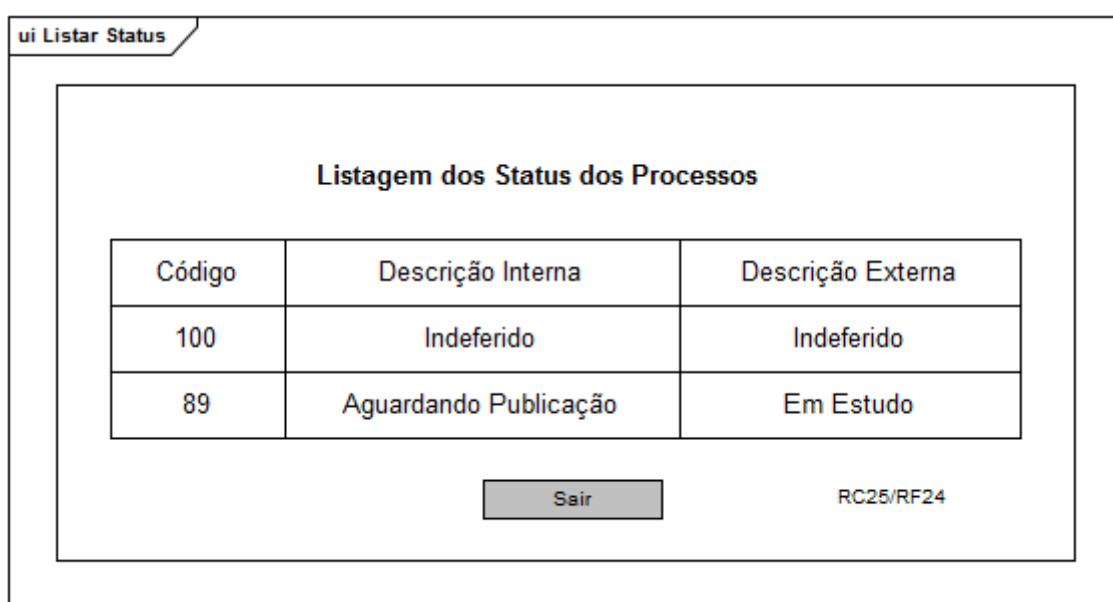 ui Listar Status
Listagem dos Status dos Processos
Código Descrição Interna Descrição Externa
100 Indeferido Indeferido
89 Aguardando Publicação Em Estudo
Sair RC25/RF24